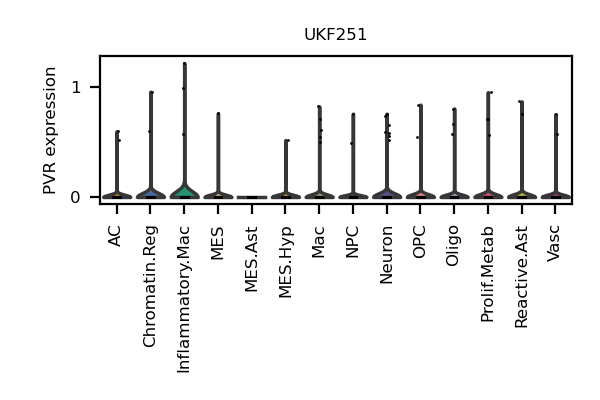 UKF251
PVR expression
1
0
AC
Chromatin.Reg
Inflammatory.Mac
MES
MES.Ast
MES.Hyp
Mac
NPC
Neuron
OPC
Oligo
Prolif.Metab
Reactive.Ast
Vasc